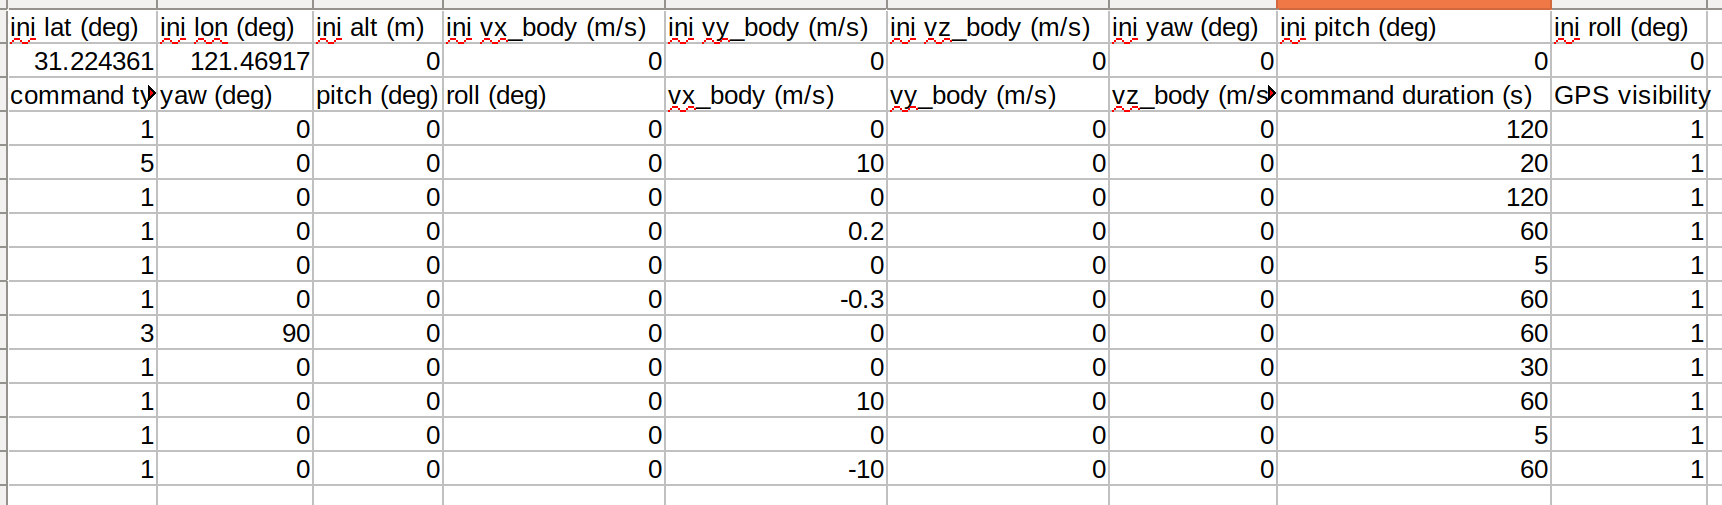 ini lat (deg) ini lon (deg) ini alt (m) ini vx_body (m/s) ini vy_body (m/s) ini vz_body (m/s) ini yaw (deg) ini pitch (deg) ini roll (deg)
31.224361 121.46917 0 0 0 0 0 0 0
command ty yaw (deg) pitch (deg) roll (deg) vx_body (m/s) vy_body (m/s) vz_body (m/s command duration (s) GPS visibility
1 0 0 0 0 0 0 120 1
5 0 0 0 10 0 0 20 1
1 0 0 0 0 0 0 120 1
1 0 0 0 0.2 0 0 60 1
1 0 0 0 0 0 0 5 1
1 0 0 0 -0.3 0 0 60 1
3 90 0 0 0 0 0 60 1
1 0 0 0 0 0 0 30 1
1 0 0 0 10 0 0 60 1
1 0 0 0 0 0 0 5 1
1 0 0 0 -10 0 0 60 1